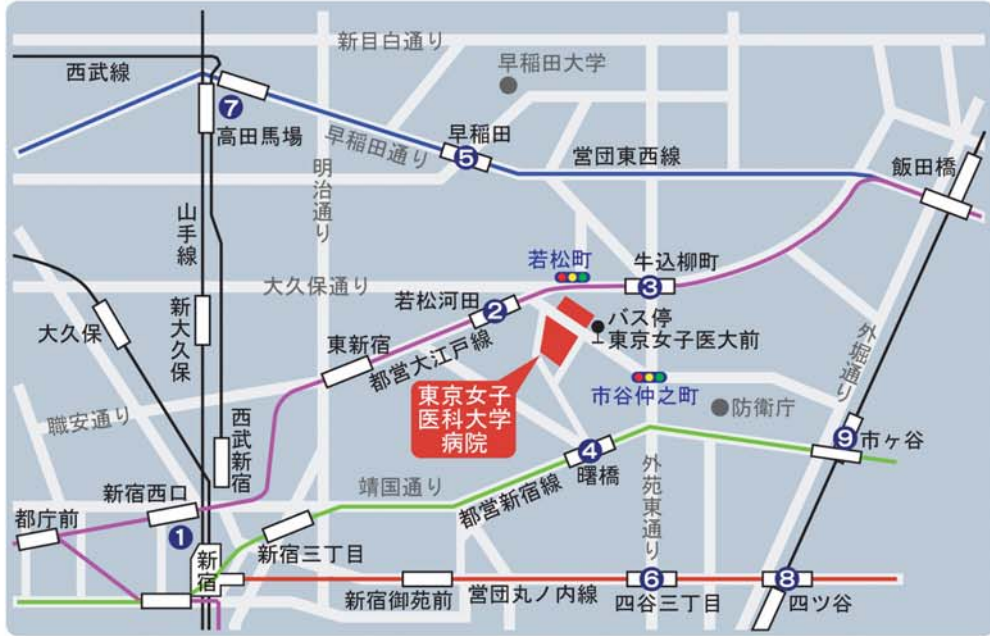 新目白通り
西武線
早稲田大学
7
高田馬場
早稲田通り
早稲田
5
営団東西線
飯田橋
明治通り
山手線
若松町
牛込柳町
3
大久保通り
若松河田
2
バス停
東京女子医大前
大久保
新大久保
東新宿
都営大江戸線
外堀通り
東京女子
医科大学
病院
市谷仲之町
防衛庁
職安通り
西武新宿
9
市ヶ谷
4
曙橋
新宿西口
靖国通り
都営新宿線
外苑東通り
都庁前
1
新宿
新宿三丁目
新宿御苑前
営団丸ノ内線
6
四谷三丁目
8
四ツ谷